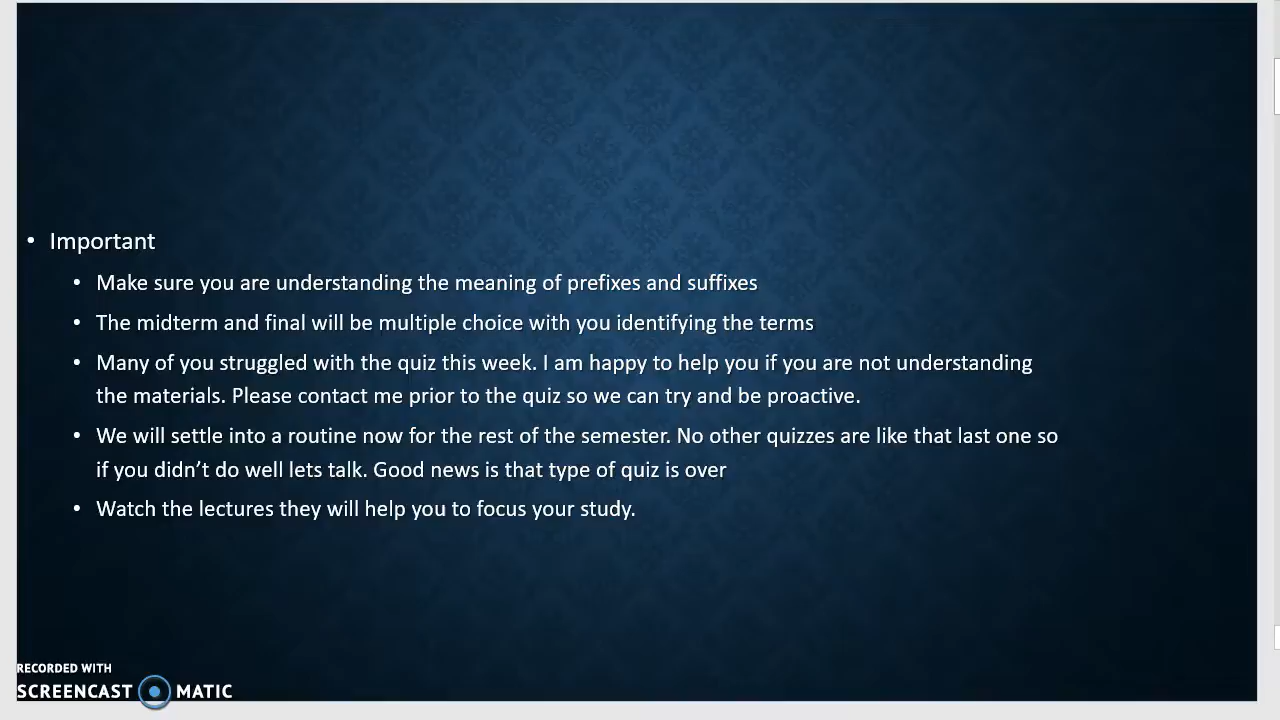 • Important
• Make sure you are understanding the meaning of prefixes and suffixes
• The midterm and final will be multiple choice with you identifying the terms
• Many of you struggled with the quiz this week. I am happy to help you if you are not understanding
the materials. Please contact me prior to the quiz so we can try and be proactive.
• We will settle into a routine now for the rest of the semester. No other quizzes are like that last one so
if you didn’t do well lets talk. Good news is that type of quiz is over
• Watch the lectures they will help you to focus your study.
RECORDED WITH
SCREENCAST MATIC